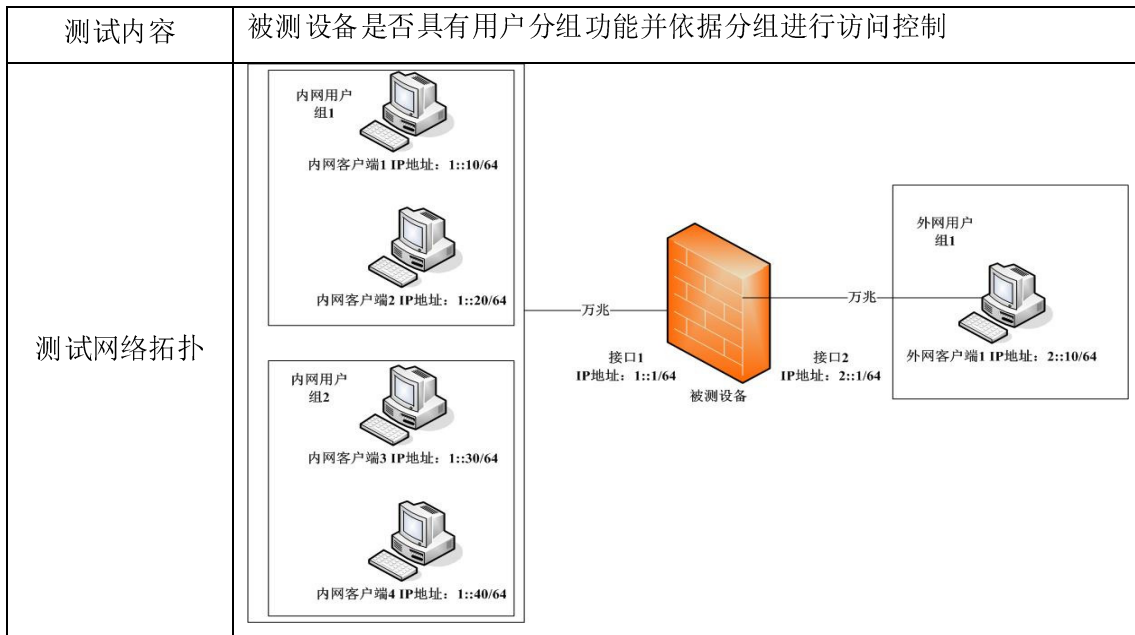 测试内容
被测设备是否具有用户分组功能并依据分组进行访问控制
测试网络拓扑
内网用户
组1
内网客户端1 IP地址：1::10/64
内网客户端2 IP地址：1::20/64
内网用户
组2
内网客户端3 IP地址：1::30/64
内网客户端4 IP地址：1::40/64
万兆
接口1
IP地址：1::1/64
被测设备
接口2
IP地址：2::1/64
万兆
外网用户
组1
外网客户端1 IP地址：2::10/64